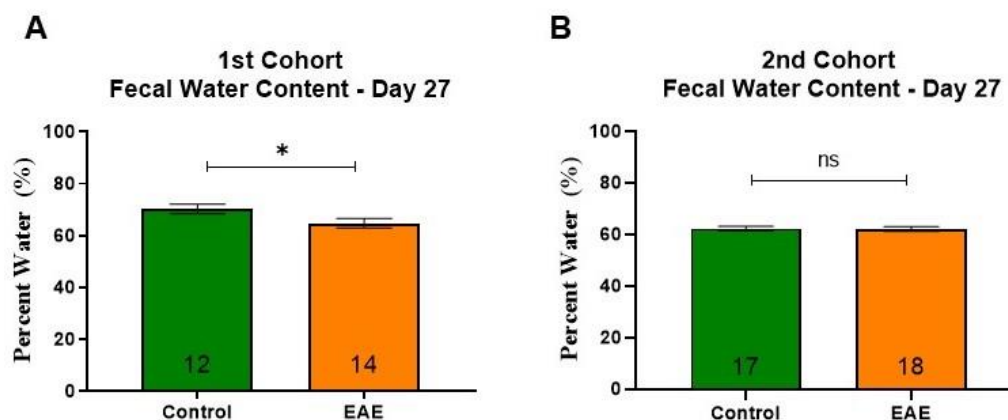 A
1st Cohort
Fecal Water Content - Day 27
Percent Water (%)
100
80
60
40
20
0
*
12
14
Control
EAE
B
2nd Cohort
Fecal Water Content - Day 27
Percent Water (%)
100
80
60
40
20
0
ns
17
18
Control
EAE